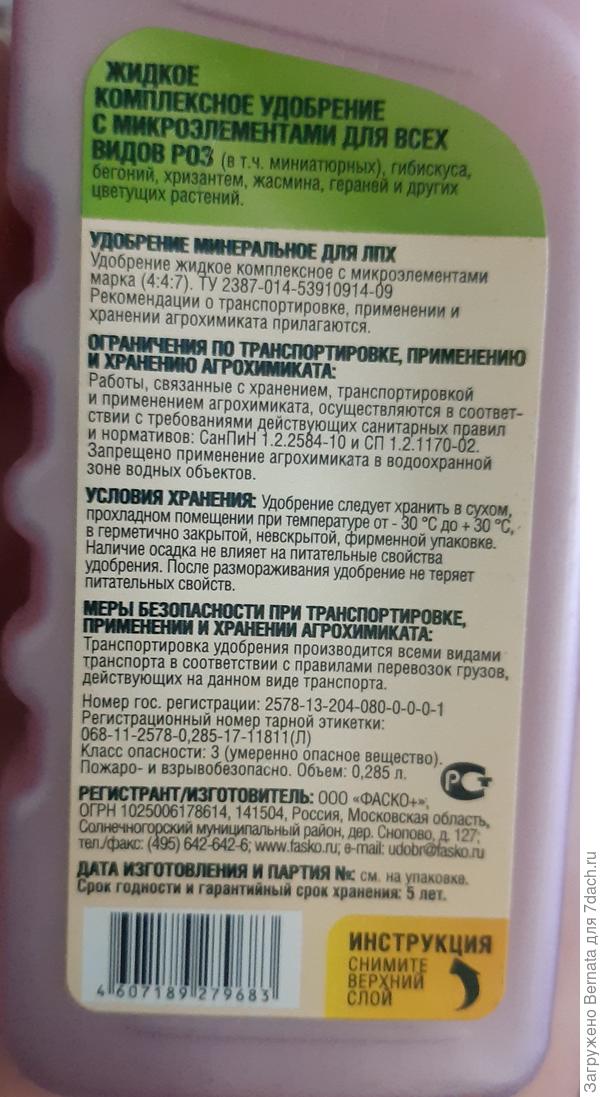 ЖИДКОЕ
КОМПЛЕКСНОЕ УДОБРЕНИЕ
С МИКРОЭЛЕМЕНТАМИ ДЛЯ ВСЕХ
ВИДОВ РОЗ (в т.ч. миниатюрных), гибискуса,
бегоний, хризантем, жасмина, гераней и других
цветущих растений.
УДОБРЕНИЕ МИНЕРАЛЬНОЕ ДЛЯ ЛПХ
Удобрение жидкое комплексное с микроэлементами
марка (4:4:7). ТУ 2387-014-53910914-09
Рекомендации о транспортировке, применении и
хранении агрохимиката прилагаются.
ОГРАНИЧЕНИЯ ПО ТРАНСПОРТИРОВКЕ, ПРИМЕНЕНИЮ
И ХРАНЕНИЮ АГРОХИМИКАТА:
Работы, связанные с хранением, транспортировкой
и применением агрохимиката, осуществляются в соответ-
ствии с требованиями действующих санитарных правил
и нормативов: СанПиН 1.2.2584-10 и СП 1.2.1170-02.
Запрещено применение агрохимиката в водоохранной
зоне водных объектов.
УСЛОВИЯ ХРАНЕНИЯ: Удобрение следует хранить в сухом,
прохладном помещении при температуре от - 30 °С до + 30 °С,
в герметично закрытой, невскрытой, фирменной упаковке.
Наличие осадка не влияет на питательные свойства
удобрения. После размораживания удобрение не теряет
питательных свойств.
МЕРЫ БЕЗОПАСНОСТИ ПРИ ТРАНСПОРТИРОВКЕ,
ПРИМЕНЕНИИ И ХРАНЕНИИ АГРОХИМИКАТА:
Транспортировка удобрения производится всеми видами
транспорта в соответствии с правилами перевозок грузов,
действующих на данном виде транспорта.
Номер гос. регистрации: 2578-13-204-080-0-0-0-1
Регистрационный номер тарной этикетки:
068-11-2578-0,285-17-11811(Л)
Класс опасности: 3 (умеренно опасное вещество).
Пожаро- и взрывобезопасно. Объем: 0,285 л.
РСТ
РЕГИСТРАНТ/ИЗГОТОВИТЕЛЬ: ООО «ФАСКО+»,
ОГРН 1025006178614, 141504, Россия, Московская область,
Солнечногорский муниципальный район, дер. Снопово, д. 127;
тел./факс: (495) 642-642-6; www.fasko.ru; e-mail: udobr@fasko.ru
ДАТА ИЗГОТОВЛЕНИЯ И ПАРТИЯ №: см. на упаковке.
Срок годности и гарантийный срок хранения: 5 лет.
4 607189 279683
ИНСТРУКЦИЯ
СНИМИТЕ
ВЕРХНИЙ
СЛОЙ
Загружено Bernata для 7dach.ru